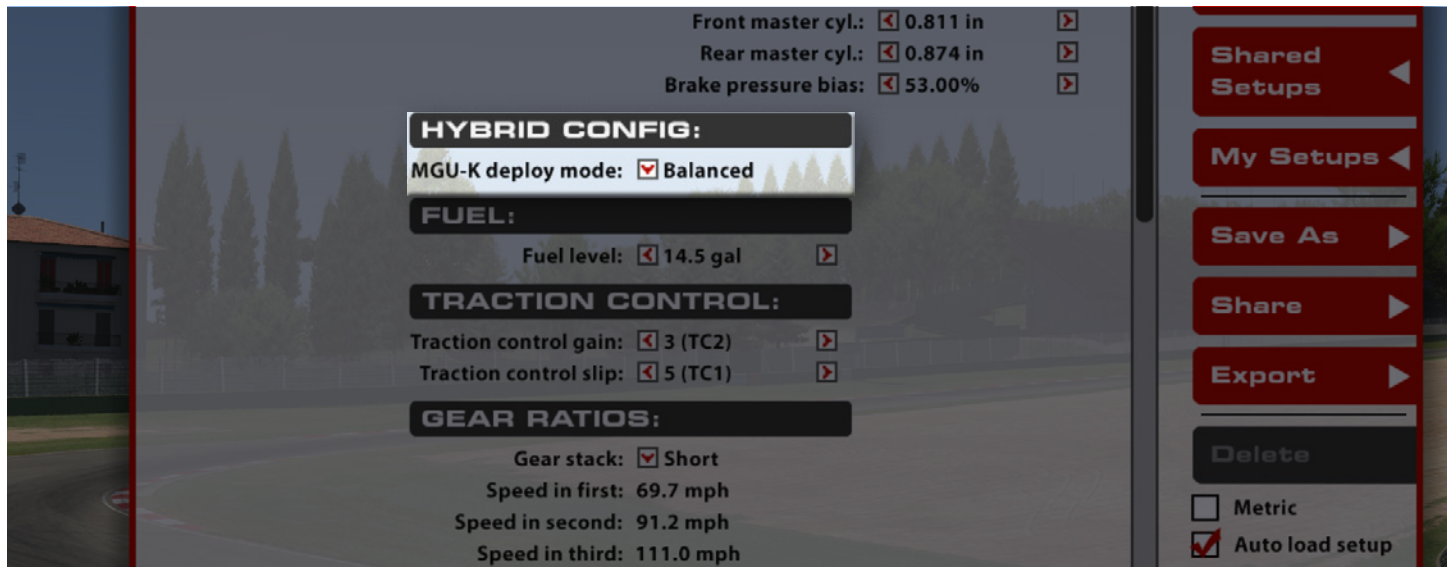 Front master cyl.: 0.811 in
Rear master cyl.: 0.874 in
Brake pressure bias: 53.00%
HYBRID CONFIG:
MGU-K deploy mode: Balanced
FUEL:
Fuel level: 14.5 gal
TRACTION CONTROL:
Traction control gain: 3 (TC2)
Traction control slip: 5 (TC1)
GEAR RATIOS:
Gear stack: Short
Speed in first: 69.7 mph
Speed in second: 91.2 mph
Speed in third: 111.0 mph
Shared
Setups
My Setups
Save As
Share
Export
Delete
Metric
Auto load setup